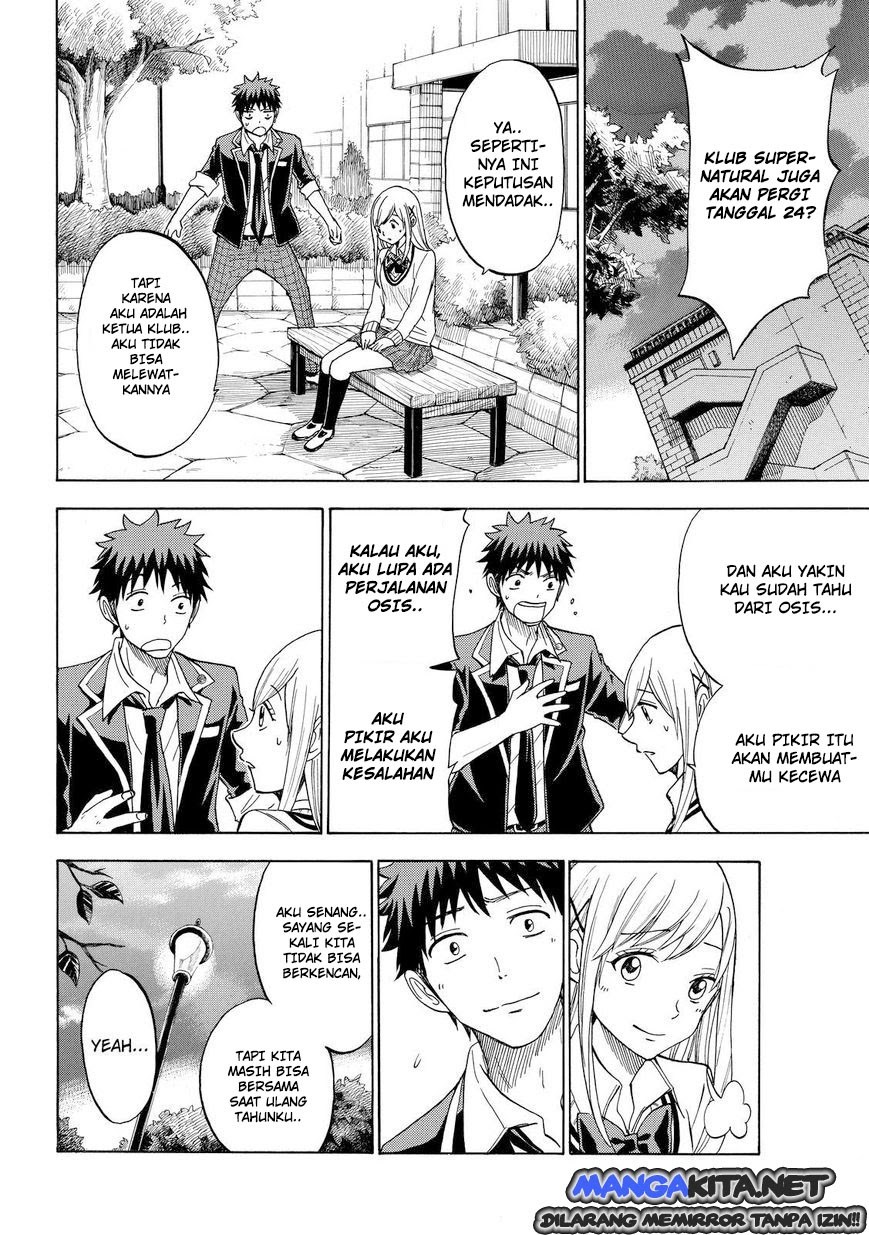 KLUB SUPER-
NATURAL JUGA
AKAN PERGI
TANGGAL 24?
YA..
SEPERTI-
NYA INI
KEPUTUSAN
MENDADAK..
TAPI
KARENA
AKU ADALAH
KETUA KLUB..
AKU TIDAK
BISA
MELEWAT-
KANNYA
DAN AKU YAKIN
KAU SUDAH TAHU
DARI OSIS...
AKU PIKIR ITU
AKAN MEMBUAT-
MU KECEWA
KALAU AKU,
AKU LUPA ADA
PERJALANAN
OSIS..
AKU
PIKIR AKU
MELAKUKAN
KESALAHAN
AKU SENANG..
SAYANG SE-
KALI KITA
TIDAK BISA
BERKENCAN,
TAPI KITA
MASIH BISA
BERSAMA
SAAT ULANG
TAHUNKU..
YEAH...
MANGAKITA.NET
DILARANG MEMIRROR TANPA IZIN!!